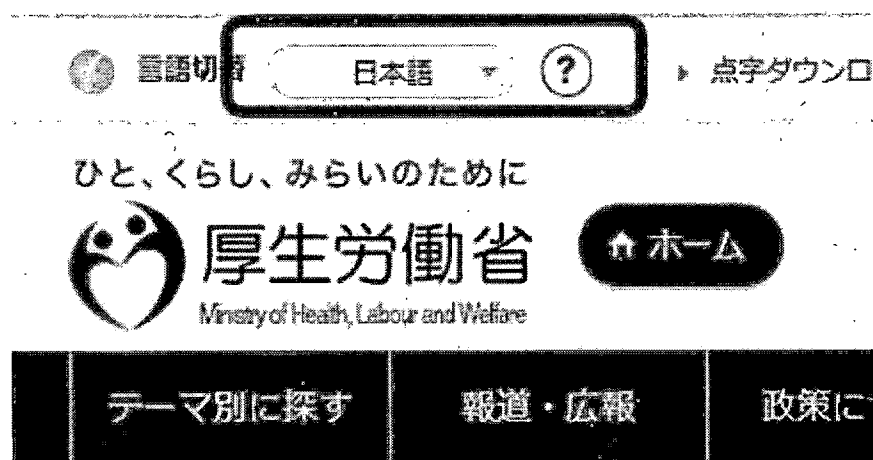 言語切替 日本語 ? 点字ダウンロ
ひと、くらし、みらいのために
厚生労働省 ホーム
Ministry of Health, Labour and Welfare
テーマ別に探す 報道・広報 政策に